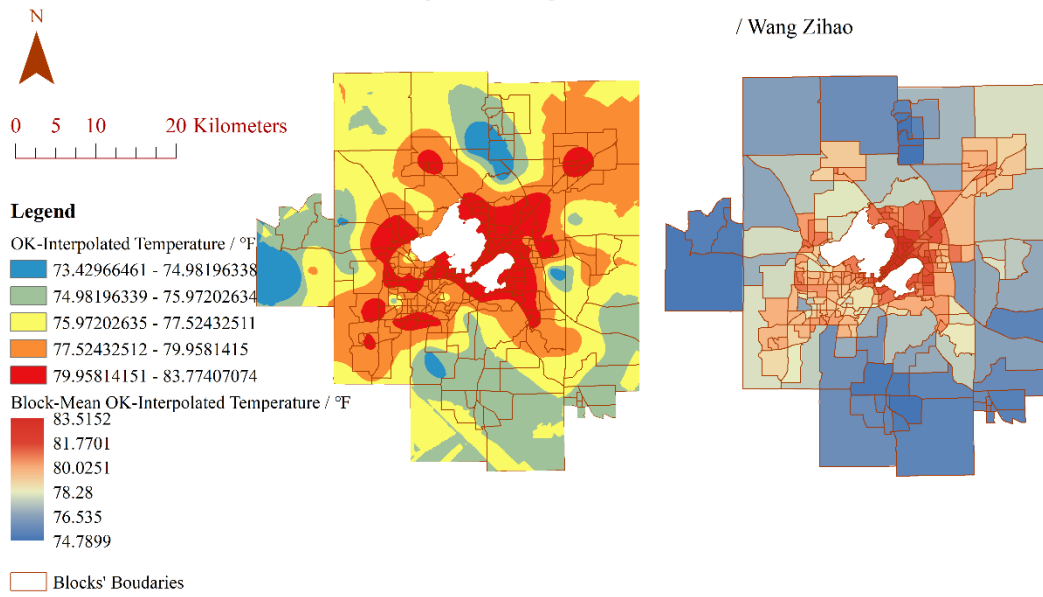 / Wang Zihao
N
0 5 10 20 Kilometers
Legend
OK-Interpolated Temperature / °F
73.42966461 - 74.98196338
74.98196339 - 75.97202634
75.97202635 - 77.52432511
77.52432512 - 79.9581415
79.95814151 - 83.77407074
Block-Mean OK-Interpolated Temperature / °F
83.5152
81.7701
80.0251
78.28
76.535
74.7899
Blocks' Boudaries